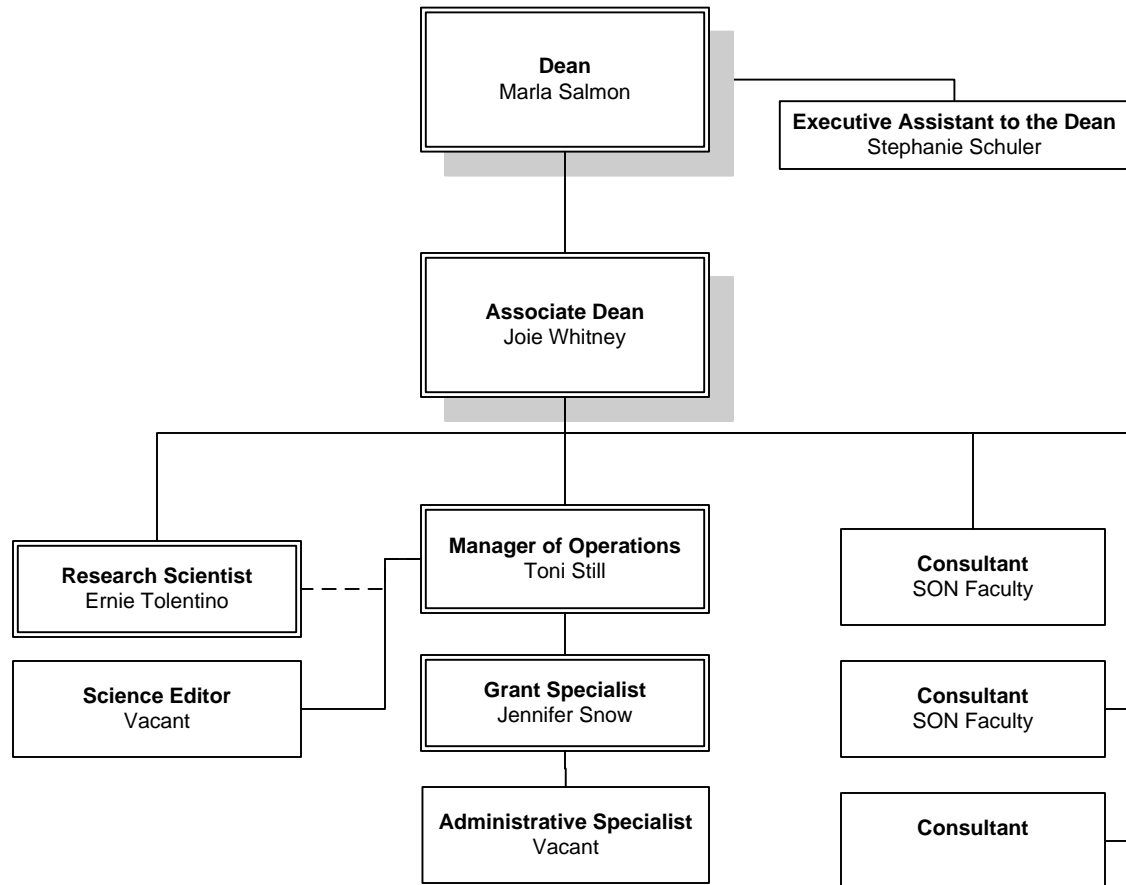 Dean
Marla Salmon
Executive Assistant to the Dean
Stephanie Schuler
Associate Dean
Joie Whitney
Research Scientist
Ernie Tolentino
Manager of Operations
Toni Still
Consultant
SON Faculty
Science Editor
Vacant
Grant Specialist
Jennifer Snow
Consultant
SON Faculty
Administrative Specialist
Vacant
Consultant